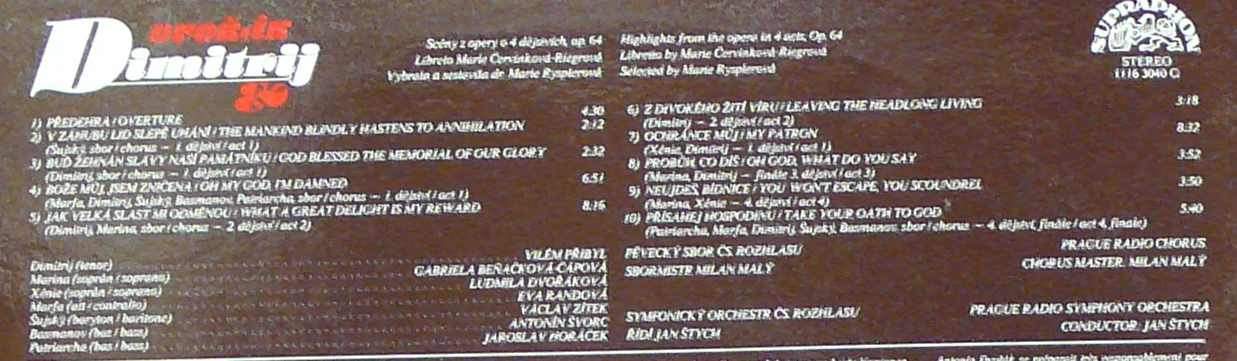 Dvořák
Dimitrij
Scény z opery o 4 dějstvích, op. 64
Libreto Marie Červinková-Riegrová
Vybrala a sestavila dr. Marie Rysplerová
Highlights from the opera in 4 acts, Op. 64
Libretto by Marie Červinková-Riegrová
Selected by Marie Rysplerová
SUPRAPHON
STEREO
1116 3040 G
1) PŘEDEHRA / OVERTURE 4.30
2) V ZÁHUBU LID SLEPĚ UHÁNÍ / THE MANKIND BLINDLY HASTENS TO ANNIHILATION 2:12
(Šujský, sbor / chorus – 1. dějství / act 1)
3) BUĎ ŽEHNÁN SLÁVY NAŠÍ PAMÁTNÍKU / GOD BLESSED THE MEMORIAL OF OUR GLORY 2:32
(Dimitrij, sbor / chorus – 1. dějství / act 1)
4) BOŽE MŮJ, JSEM ZNIČENA / OH MY GOD, I'M DAMNED 6:51
(Marfa, Dimitrij, Šujský, Basmanov, Patriarcha, sbor / chorus – 1. dějství / act 1)
5) JAK VELKÁ SLAST MI ODMĚNOU / WHAT A GREAT DELIGHT IS MY REWARD 8:16
(Dimitrij, Marina, sbor / chorus – 2. dějství / act 2)
6) Z DIVOKÉHO ŽITÍ VÍRU / LEAVING THE HEADLONG LIVING 3:18
(Dimitrij – 2. dějství / act 2)
7) OCHRÁNCE MŮJ / MY PATRON 8:32
(Xénie, Dimitrij – 1. dějství / act 1)
8) PROBŮH, CO DÍŠ / OH GOD, WHAT DO YOU SAY 3:52
(Marina, Dimitrij – finále 3. dějství / act 3)
9) NEUJDEŠ, BÍDNICE / YOU WON'T ESCAPE, YOU SCOUNDREL 3:50
(Marina, Xénie – 4. dějství / act 4)
10) PŘÍSAHEJ HOSPODINU / TAKE YOUR OATH TO GOD 5:40
(Patriarcha, Marfa, Dimitrij, Šujský, Basmanov, sbor / chorus – 4. dějství, finále / act 4, finale)
Dimitrij (tenor) VILÉM PŘIBYL
Marina (soprán / soprano) GABRIELA BEŇAČKOVÁ-ČÁPOVÁ
Xénie (soprán / soprano) LUDMILA DVOŘÁKOVÁ
Marfa (alt / contralto) EVA RANDOVÁ
Šujský (baryton / baritone) VÁCLAV ZÍTEK
Basmanov (bas / bass) ANTONÍN ŠVORC
Patriarcha (bas / bass) JAROSLAV HORÁČEK
PĚVECKÝ SBOR ČS. ROZHLASU PRAGUE RADIO CHORUS
SBORMISTR MILAN MALÝ CHORUS MASTER: MILAN MALÝ
SYMFONICKÝ ORCHESTR ČS. ROZHLASU PRAGUE RADIO SYMPHONY ORCHESTRA
ŘÍDÍ JAN ŠTYCH CONDUCTOR: JAN ŠTYCH